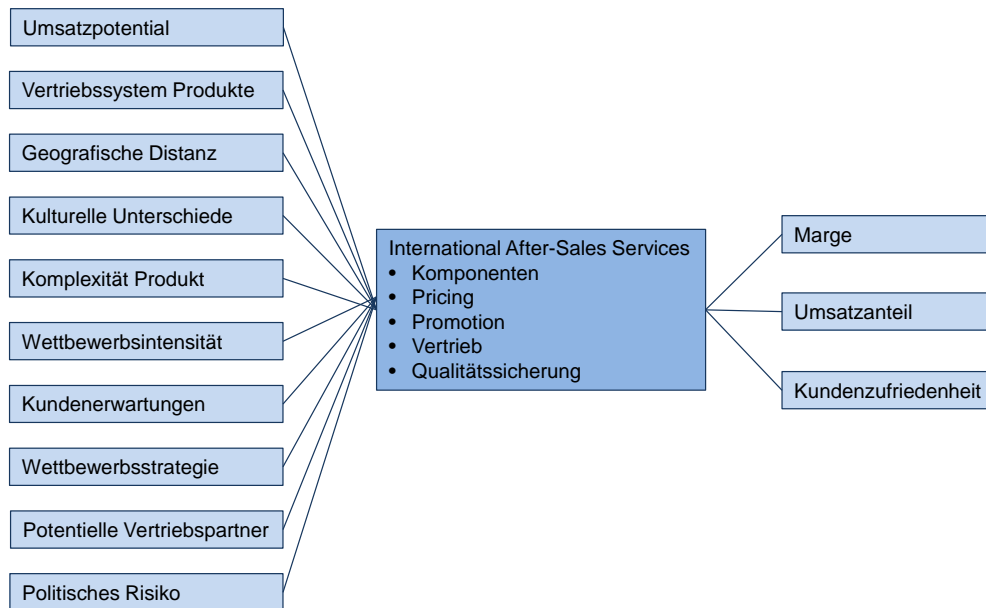 Umsatzpotential
Vertriebssystem Produkte
Geografische Distanz
Kulturelle Unterschiede
Komplexität Produkt
Wettbewerbsintensität
Kundenerwartungen
Wettbewerbsstrategie
Potentielle Vertriebspartner
Politisches Risiko
International After-Sales Services
• Komponenten
• Pricing
• Promotion
• Vertrieb
• Qualitätssicherung
Marge
Umsatzanteil
Kundenzufriedenheit